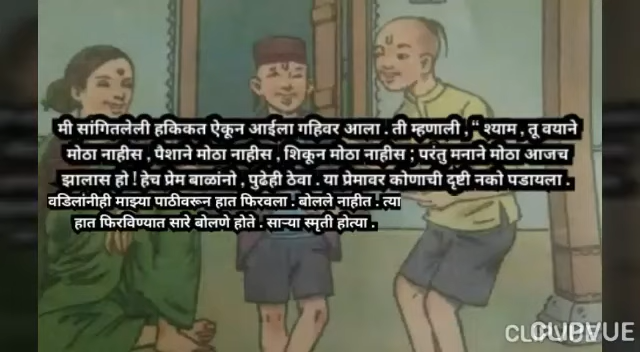 मी सांगितलेली हकिकत ऐकून आईला गहिवर आला . ती म्हणाली , “ श्याम , तू वयाने
मोठा नाहीस , पैशाने मोठा नाहीस , शिकून मोठा नाहीस ; परंतु मनाने मोठा आजच
झालास हो ! हेच प्रेम बाळांनो , पुढेही ठेवा . या प्रेमावर कोणाची दृष्टी नको पडायला .
वडिलांनीही माझ्या पाठीवरून हात फिरवला . बोलले नाहीत . त्या
हात फिरविण्यात सारे बोलणे होते . साऱ्या स्मृती होत्या .